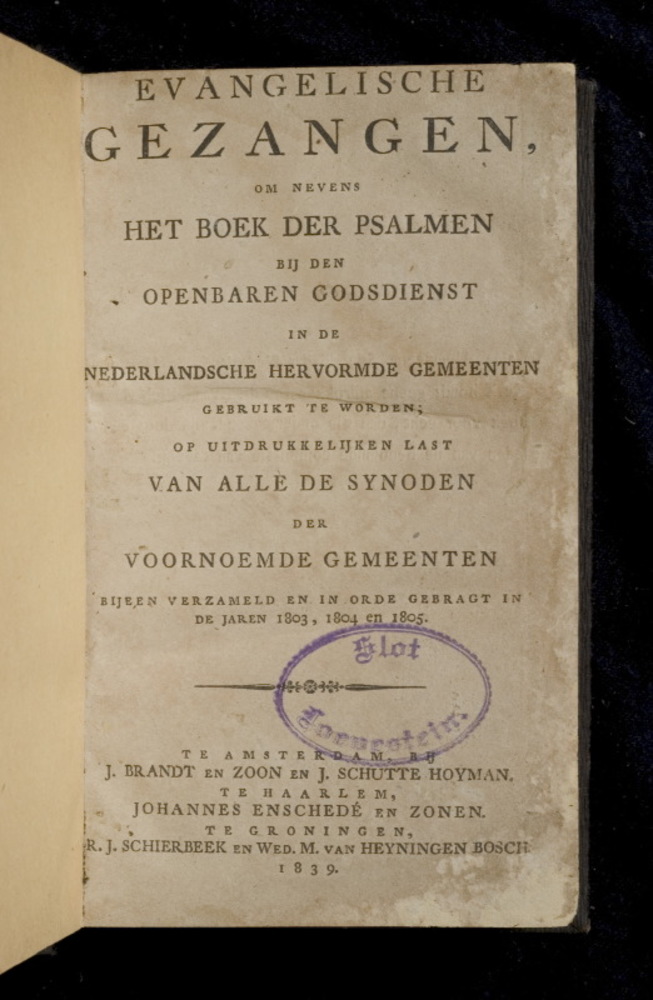 EVANGELISCHE
GEZANGEN,
OM NEVENS
HET BOEK DER PSALMEN
BIJ DEN
OPENBAREN GODSDIENST
IN DE
NEDERLANDSCHE HERVORMDE GEMEENTEN
GEBRUIKT TE WORDEN;
OP UITDRUKKELIJKEN LAST
VAN ALLE DE SYNODEN
DER
VOORNOEMDE GEMEENTEN
BIJEEN VERZAMELD EN IN ORDE GEBRAGT IN
DE JAREN 1803, 1804 en 1805.
Slot
Loevestein.
TE AMSTERDAM, BIJ
J. BRANDT EN ZOON EN J. SCHUTTE HOYMAN.
TE HAARLEM,
JOHANNES ENSCHEDÉ EN ZONEN.
TE GRONINGEN,
R. J. SCHIERBEEK EN WED. M. VAN HEYNINGEN BOSCH.
1839.